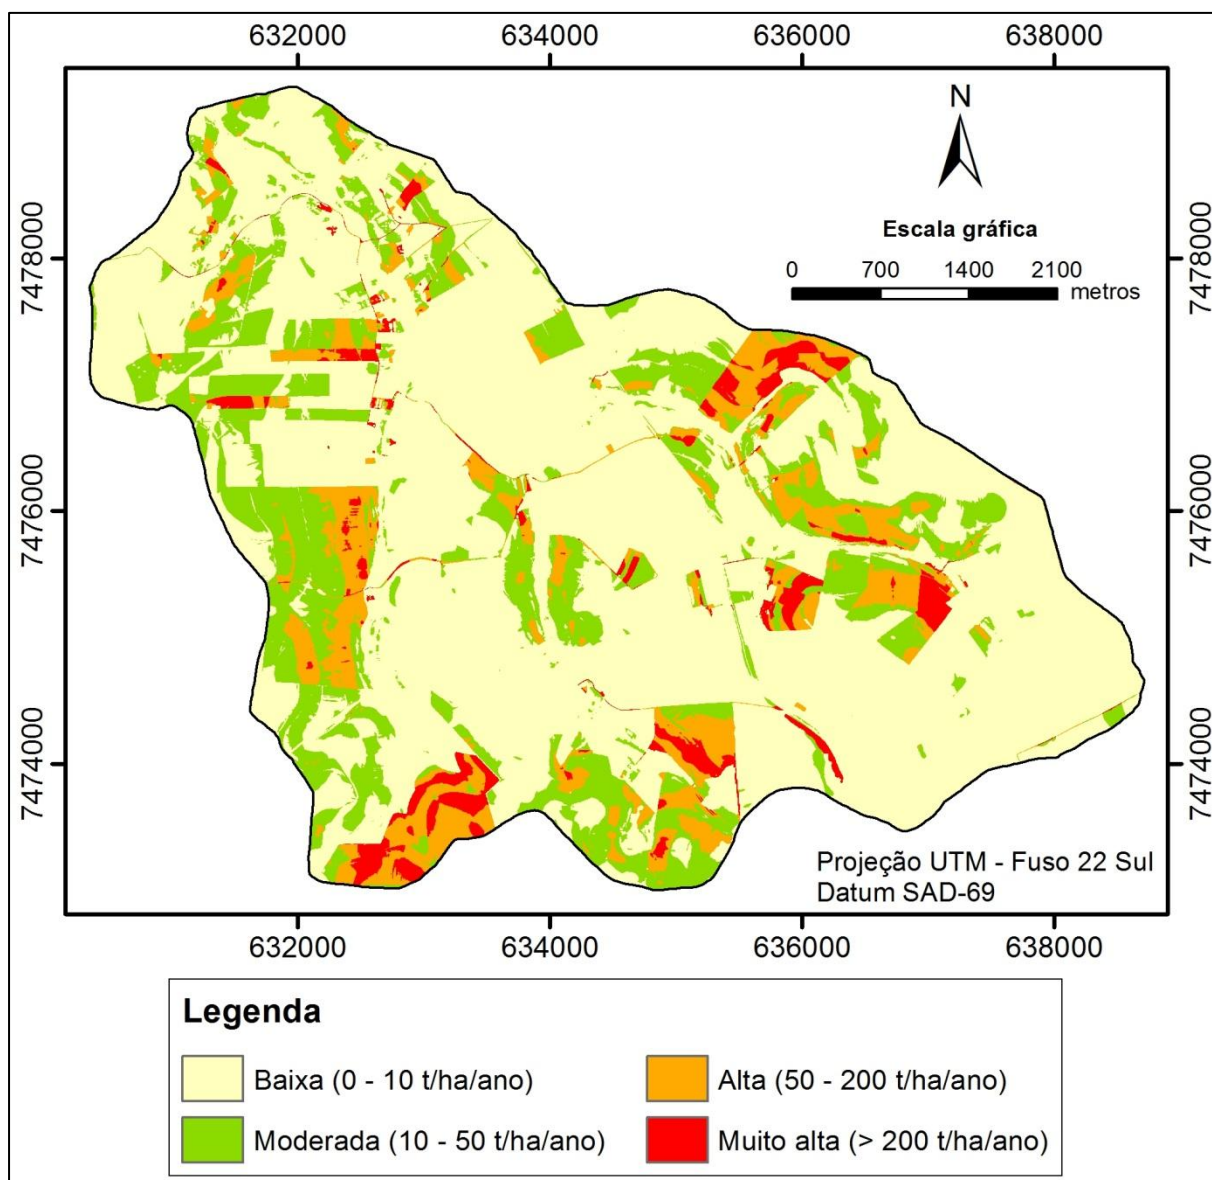 632000 634000 636000 638000
N
Escala gráfica
0 700 1400 2100
metros
7478000 7478000
7476000 7476000
7474000 7474000
Projeção UTM - Fuso 22 Sul
Datum SAD-69
632000 634000 636000 638000
Legenda
Baixa (0 - 10 t/ha/ano) Alta (50 - 200 t/ha/ano)
Moderada (10 - 50 t/ha/ano) Muito alta (> 200 t/ha/ano)